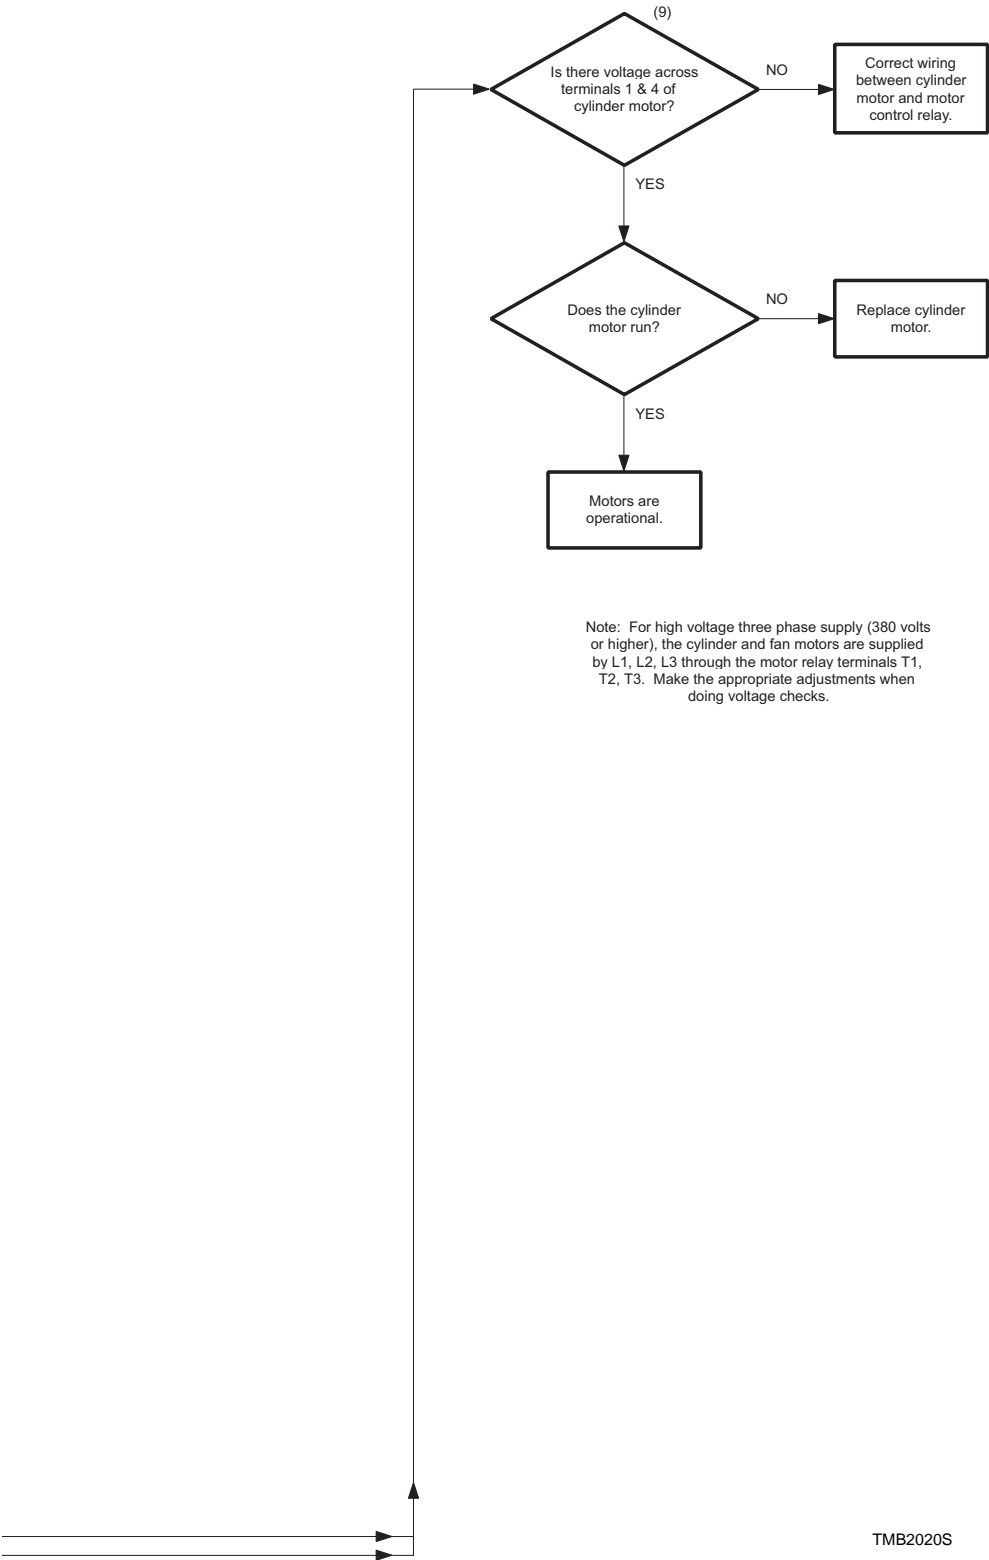 (9)
Is there voltage across
terminals 1 & 4 of
cylinder motor?
NO
Correct wiring
between cylinder
motor and motor
control relay.
YES
Does the cylinder
motor run?
NO
Replace cylinder
motor.
YES
Motors are
operational.
Note:  For high voltage three phase supply (380 volts
or higher), the cylinder and fan motors are supplied
by L1, L2, L3 through the motor relay terminals T1,
T2, T3.  Make the appropriate adjustments when
doing voltage checks.
TMB2020S